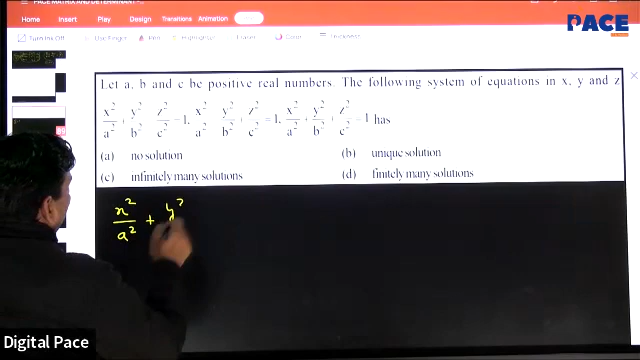 PACE MATRIX AND DETERMINANT
Home Insert Play Design Transitions Animation
Turn Ink Off Use Finger Pen Highlighter Eraser Color Thickness
PACE
Let a, b and c be positive real numbers. The following system of equations in x, y and z
x²/a² + y²/b² z²/c² 1, x²/a² y²/b² + z²/c² = 1, x²/a² + y²/b² + z²/c² 1 has
(a) no solution
(b) unique solution
(c) infinitely many solutions
(d) finitely many solutions
x²/a² + y²
Digital Pace